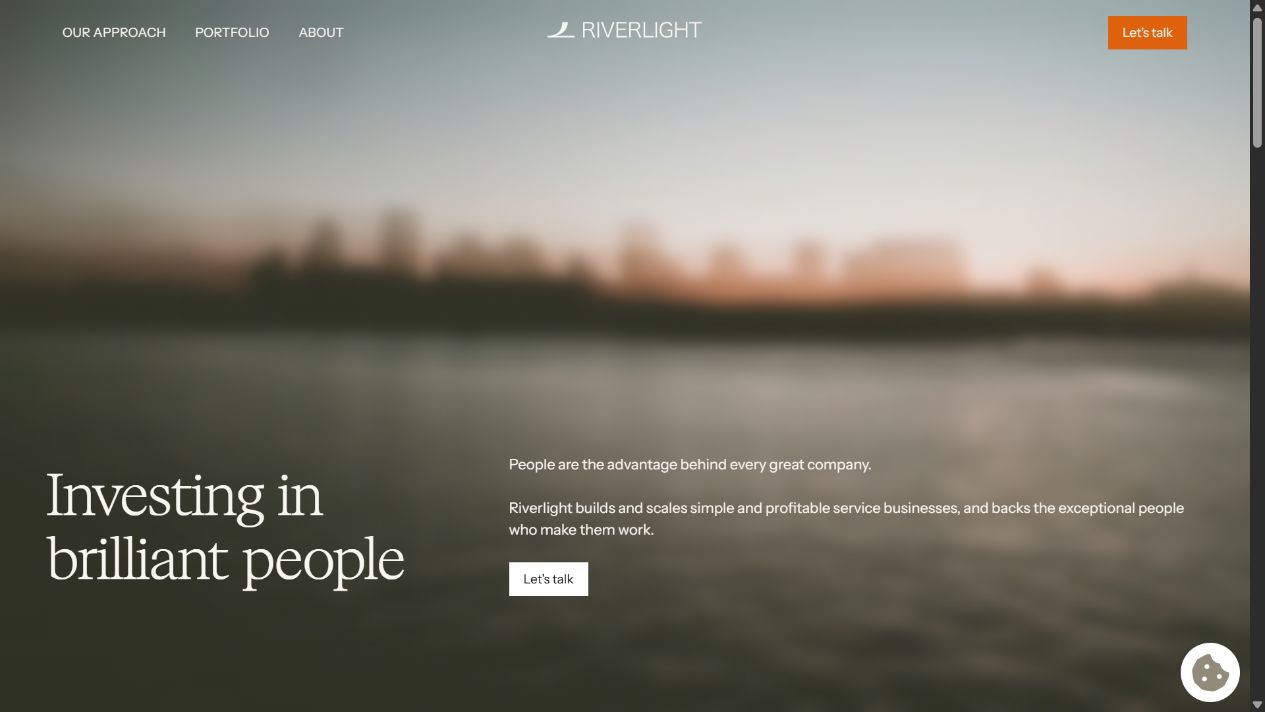 OUR APPROACH PORTFOLIO ABOUT RIVERLIGHT Let's talk
Investing in
brilliant people
People are the advantage behind every great company.
Riverlight builds and scales simple and profitable service businesses, and backs the exceptional people
who make them work.
Let's talk